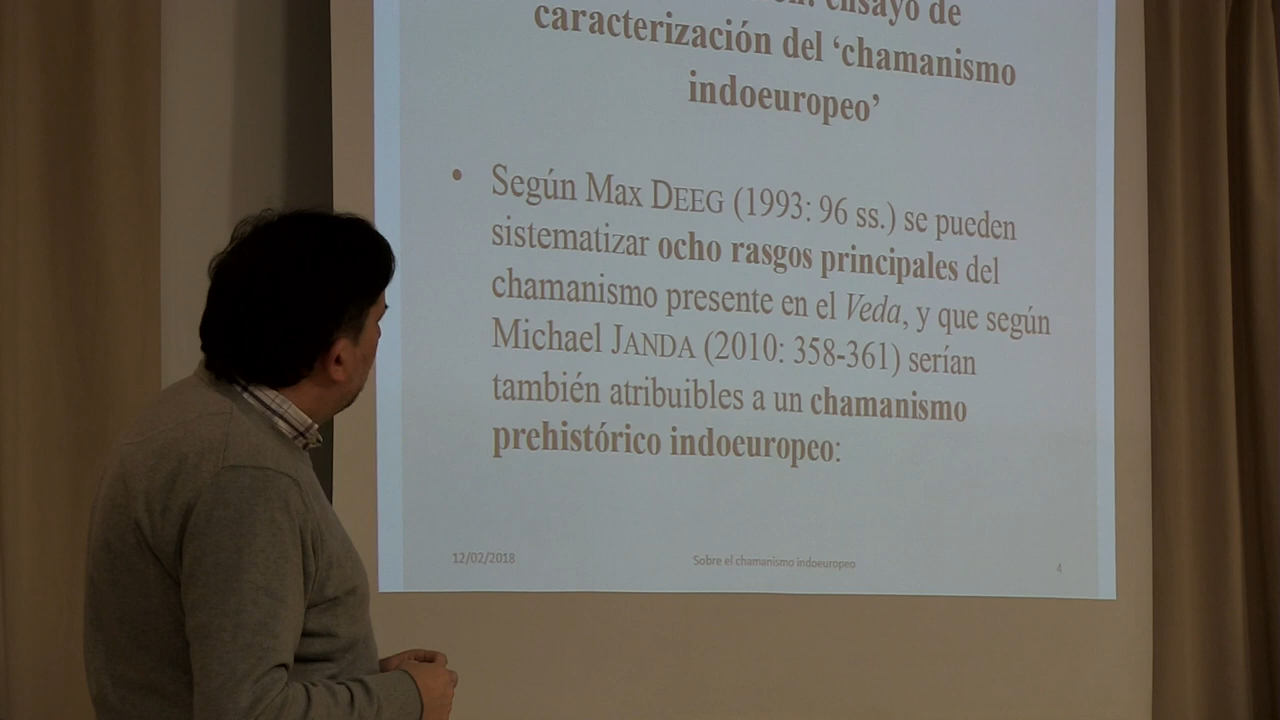 ensayo de
caracterización del ‘chamanismo
indoeuropeo’
• Según Max DEEG (1993: 96 ss.) se pueden
sistematizar ocho rasgos principales del
chamanismo presente en el Veda, y que según
Michael JANDA (2010: 358-361) serían
también atribuibles a un chamanismo
prehistórico indoeuropeo:
12/02/2018 Sobre el chamanismo indoeuropeo 4